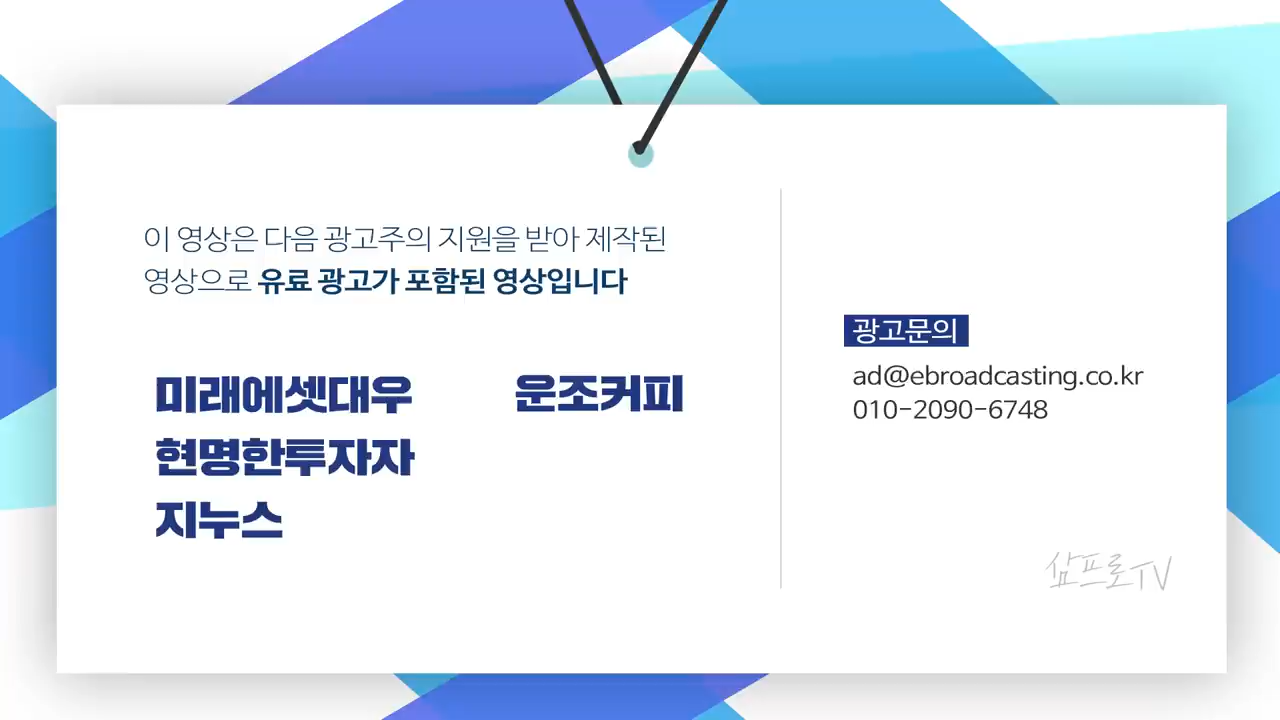 이 영상은 다음 광고주의 지원을 받아 제작된
영상으로 유료 광고가 포함된 영상입니다
미래에셋대우
운조커피
현명한투자자
지누스
광고문의
ad@ebroadcasting.co.kr
010-2090-6748
삼프로TV